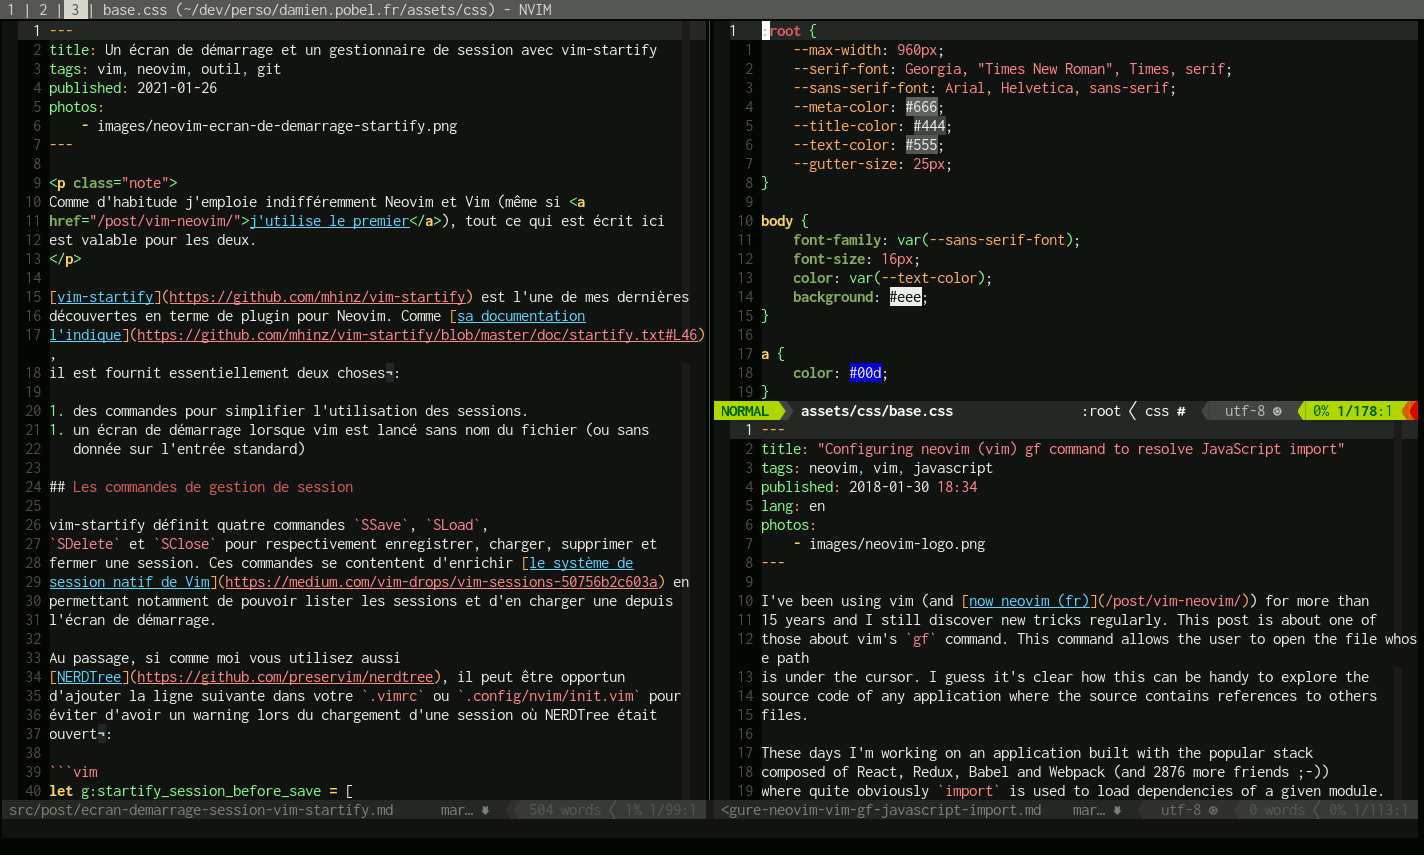 1 | 2 | 3 | base.css (~/dev/perso/damien.pobel.fr/assets/css) - NVIM
1 ---
2 title: Un écran de démarrage et un gestionnaire de session avec vim-startify
3 tags: vim, neovim, outil, git
4 published: 2021-01-26
5 photos:
6     - images/neovim-ecran-de-demarrage-startify.png
7 ---
8
9 <p class="note">
10 Comme d'habitude j'emploie indifféremment Neovim et Vim (même si <a
11 href="/post/vim-neovim/">j'utilise le premier</a>), tout ce qui est écrit ici
12 est valable pour les deux.
13 </p>
14
15 [vim-startify](https://github.com/mhinz/vim-startify) est l'une de mes dernières
16 découvertes en terme de plugin pour Neovim. Comme [sa documentation
17 l'indique](https://github.com/mhinz/vim-startify/blob/master/doc/startify.txt#L46)
,
18 il est fournit essentiellement deux choses¬:
19
20 1. des commandes pour simplifier l'utilisation des sessions.
21 1. un écran de démarrage lorsque vim est lancé sans nom du fichier (ou sans
22    donnée sur l'entrée standard)
23
24 ## Les commandes de gestion de session
25
26 vim-startify définit quatre commandes `SSave`, `SLoad`,
27 `SDelete` et `SClose` pour respectivement enregistrer, charger, supprimer et
28 fermer une session. Ces commandes se contentent d'enrichir [le système de
29 session natif de Vim](https://medium.com/vim-drops/vim-sessions-50756b2c603a) en
30 permettant notamment de pouvoir lister les sessions et d'en charger une depuis
31 l'écran de démarrage.
32
33 Au passage, si comme moi vous utilisez aussi
34 [NERDTree](https://github.com/preservim/nerdtree), il peut être opportun
35 d'ajouter la ligne suivante dans votre `.vimrc` ou `.config/nvim/init.vim` pour
36 éviter d'avoir un warning lors du chargement d'une session où NERDTree était
37 ouvert¬:
38
39 ```vim
40 let g:startify_session_before_save = [
src/post/ecran-demarrage-session-vim-startify.md mar… 504 words 1% 1/99:1
1 :root {
1     --max-width: 960px;
2     --serif-font: Georgia, "Times New Roman", Times, serif;
3     --sans-serif-font: Arial, Helvetica, sans-serif;
4     --meta-color: #666;
5     --title-color: #444;
6     --text-color: #555;
7     --gutter-size: 25px;
8 }
9
10 body {
11     font-family: var(--sans-serif-font);
12     font-size: 16px;
13     color: var(--text-color);
14     background: #eee;
15 }
16
17 a {
18     color: #00d;
19 }
NORMAL assets/css/base.css :root css # utf-8 0% 1/178:1
1 ---
2 title: "Configuring neovim (vim) gf command to resolve JavaScript import"
3 tags: neovim, vim, javascript
4 published: 2018-01-30 18:34
5 lang: en
6 photos:
7     - images/neovim-logo.png
8 ---
9
10 I've been using vim (and [now neovim (fr)](/post/vim-neovim/)) for more than
11 15 years and I still discover new tricks regularly. This post is about one of
12 those about vim's `gf` command. This command allows the user to open the file whos
e path
13 is under the cursor. I guess it's clear how this can be handy to explore the
14 source code of any application where the source contains references to others
15 files.
16
17 These days I'm working on an application built with the popular stack
18 composed of React, Redux, Babel and Webpack (and 2876 more friends ;-))
19 where quite obviously `import` is used to load dependencies of a given module.
<gure-neovim-vim-gf-javascript-import.md mar… utf-8 0 words 0% 1/113:1